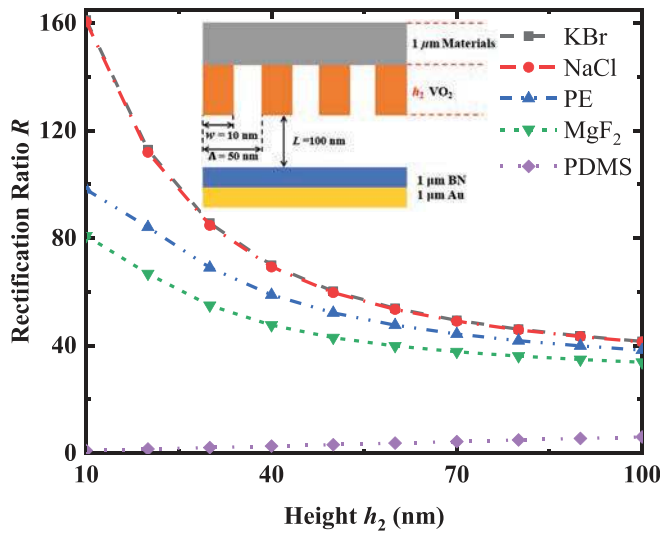 160
120
80
40
0
Rectification Ratio R
10
40
70
100
Height h₂ (nm)
1 μm Materials
h₂ VO₂
w = 10 nm
Λ = 50 nm
L =100 nm
1 μm BN
1 μm Au
KBr
NaCl
PE
MgF₂
PDMS